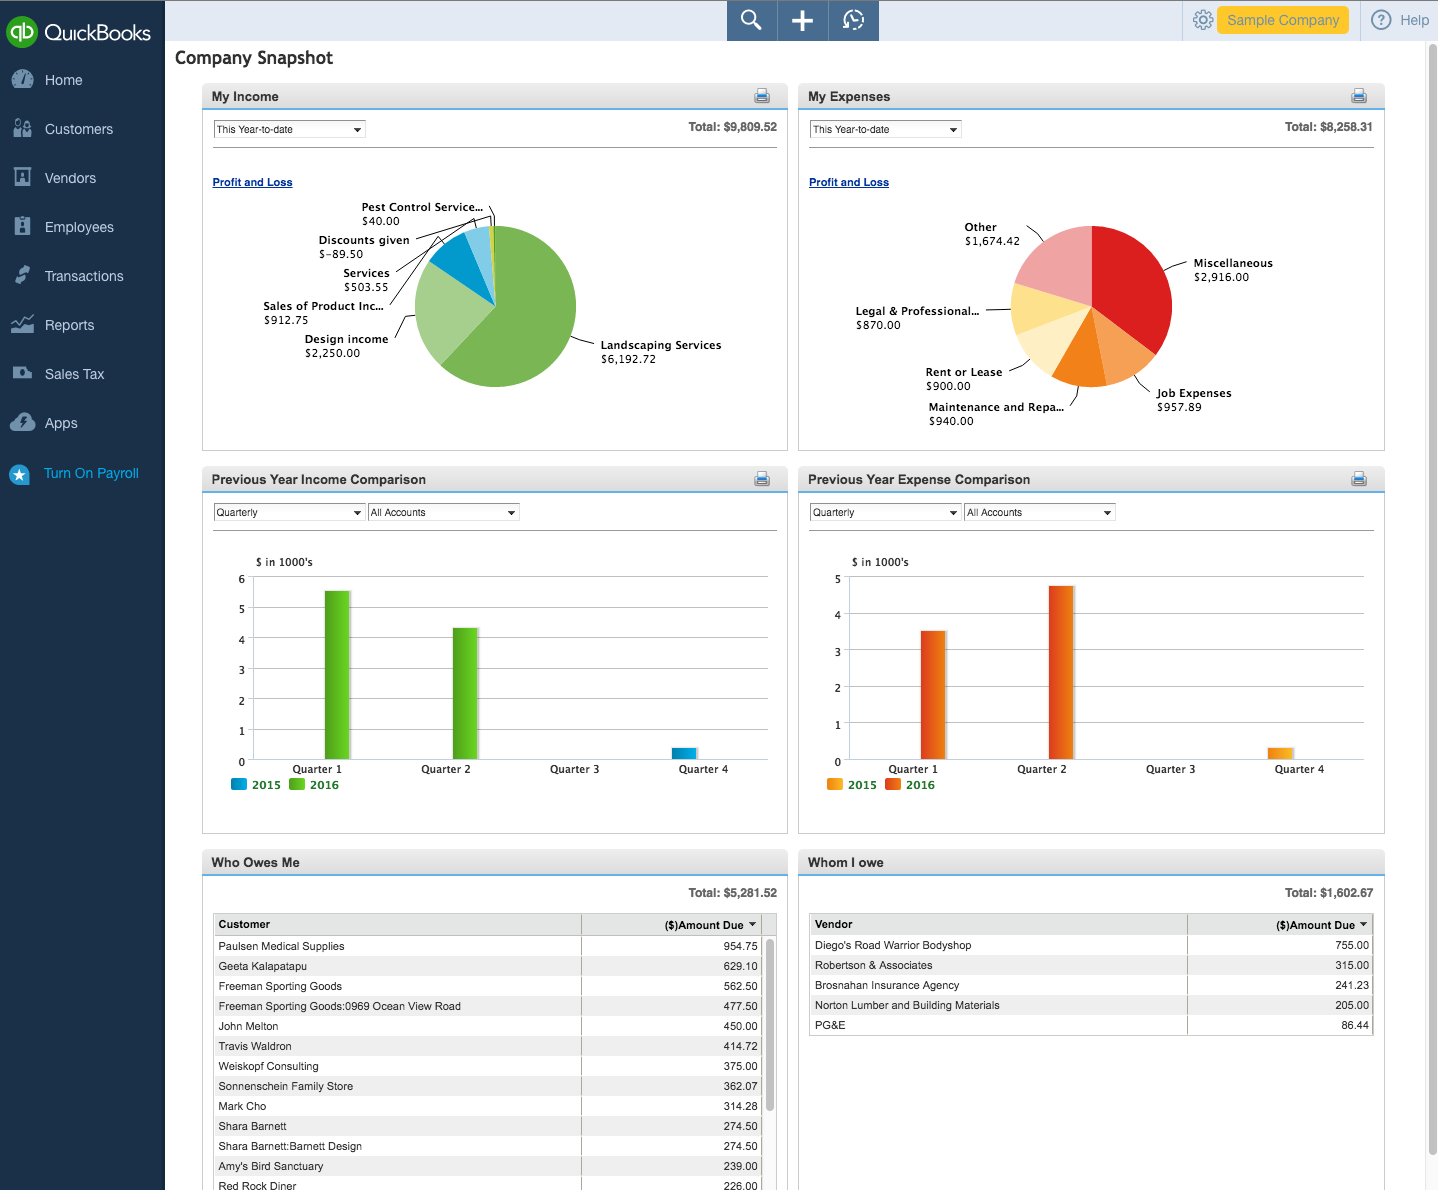 QuickBooks
Sample Company
Help
Home
Customers
Vendors
Employees
Transactions
Reports
Sales Tax
Apps
Turn On Payroll
Company Snapshot
My Income
This Year-to-date
Total: $9,809.52
Profit and Loss
Pest Control Service...
$40.00
Discounts given
$-89.50
Services
$503.55
Sales of Product Inc...
$912.75
Design income
$2,250.00
Landscaping Services
$6,192.72
My Expenses
This Year-to-date
Total: $8,258.31
Profit and Loss
Other
$1,674.42
Miscellaneous
$2,916.00
Legal & Professional...
$870.00
Rent or Lease
$900.00
Maintenance and Repa...
$940.00
Job Expenses
$957.89
Previous Year Income Comparison
Quarterly
All Accounts
$ in 1000's
6
5
4
3
2
1
0
Quarter 1
Quarter 2
Quarter 3
Quarter 4
2015
2016
Previous Year Expense Comparison
Quarterly
All Accounts
$ in 1000's
5
4
3
2
1
0
Quarter 1
Quarter 2
Quarter 3
Quarter 4
2015
2016
Who Owes Me
Total: $5,281.52
Customer ($)Amount Due
Paulsen Medical Supplies 954.75
Geeta Kalapatapu 629.10
Freeman Sporting Goods 562.50
Freeman Sporting Goods:0969 Ocean View Road 477.50
John Melton 450.00
Travis Waldron 414.72
Weiskopf Consulting 375.00
Sonnenschein Family Store 362.07
Mark Cho 314.28
Shara Barnett 274.50
Shara Barnett:Barnett Design 274.50
Amy's Bird Sanctuary 239.00
Red Rock Diner 226.00
Whom I owe
Total: $1,602.67
Vendor ($)Amount Due
Diego's Road Warrior Bodyshop 755.00
Robertson & Associates 315.00
Brosnahan Insurance Agency 241.23
Norton Lumber and Building Materials 205.00
PG&E 86.44